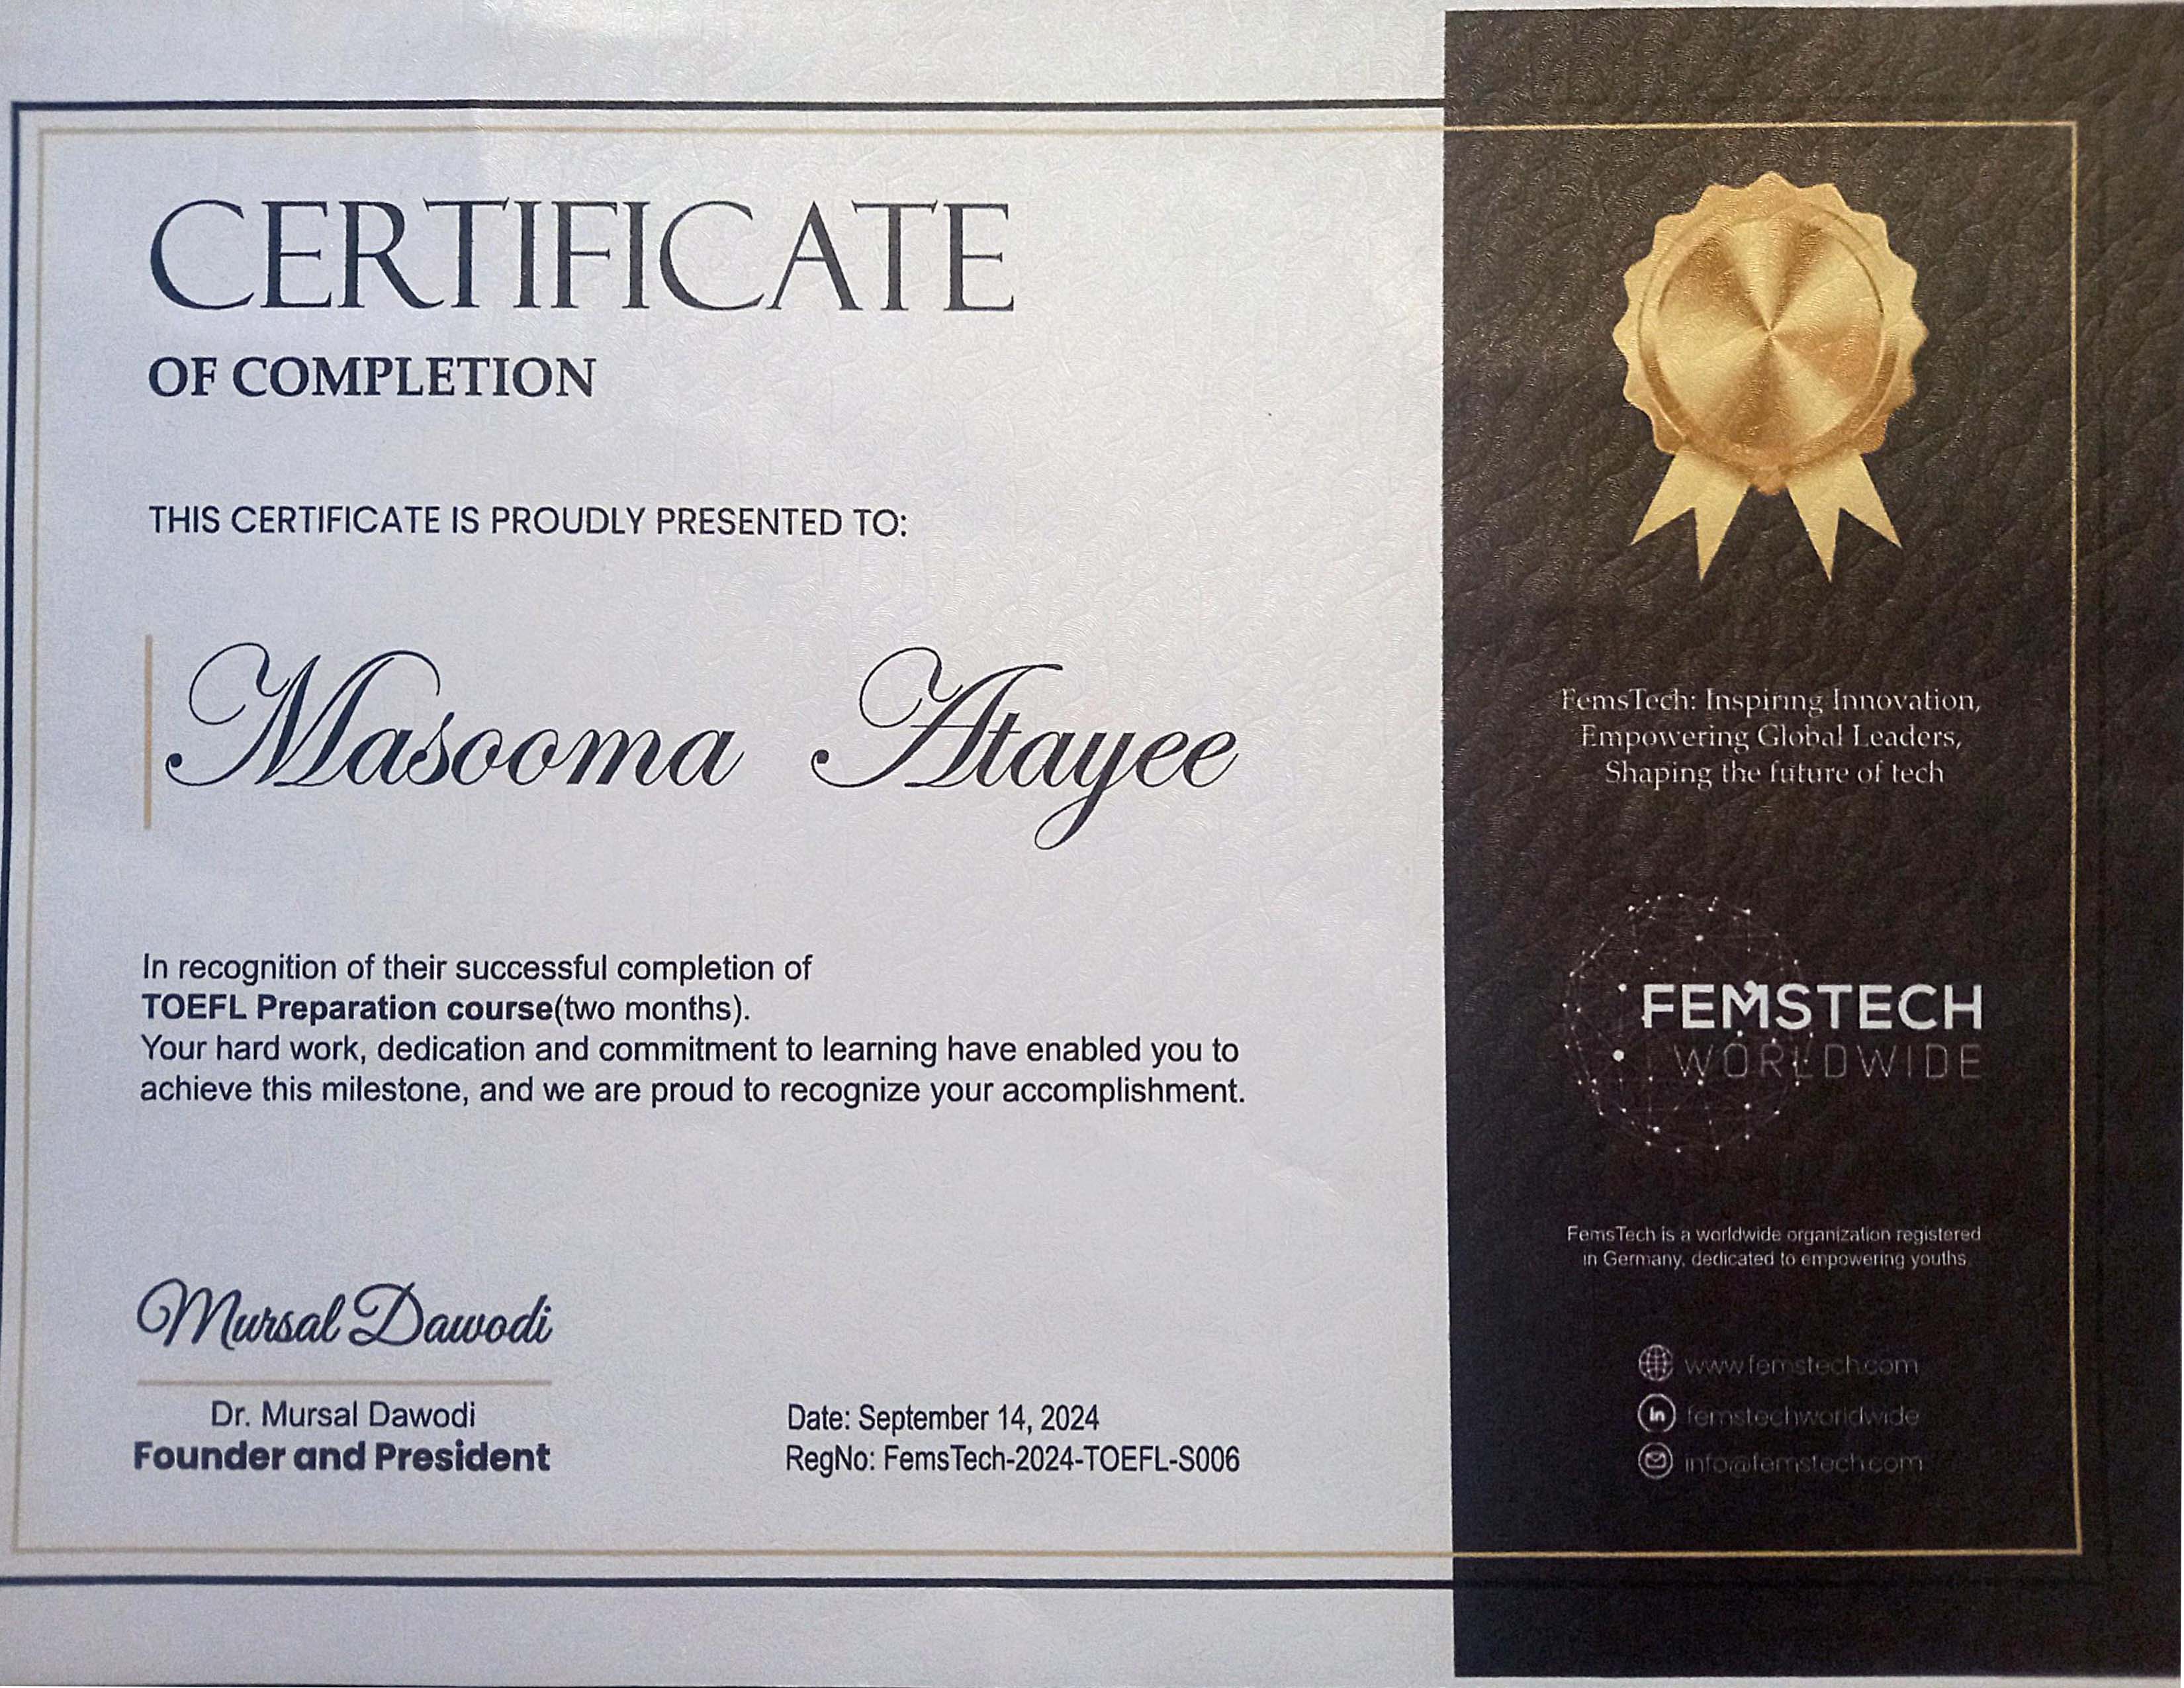 CERTIFICATE
OF COMPLETION
THIS CERTIFICATE IS PROUDLY PRESENTED TO:
Masooma Atayee
In recognition of their successful completion of
TOEFL Preparation course(two months).
Your hard work, dedication and commitment to learning have enabled you to
achieve this milestone, and we are proud to recognize your accomplishment.
Mursal Dawodi
Dr. Mursal Dawodi
Founder and President
Date: September 14, 2024
RegNo: FemsTech-2024-TOEFL-S006
FemsTech: Inspiring Innovation,
Empowering Global Leaders,
Shaping the future of tech
FEMSTECH
WORLDWIDE
FemsTech is a worldwide organization registered
in Germany, dedicated to empowering youths
www.femstech.com
in femstechworldwide
info@femstech.com